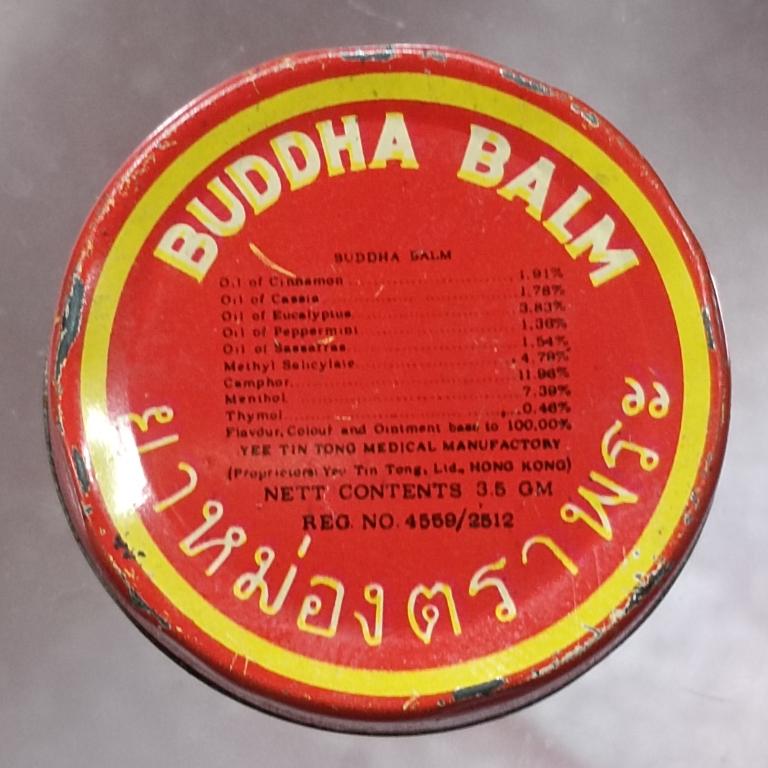 BUDDHA BALM
BUDDHA BALM
Oil of Cinnamon 1.91%
Oil of Cassia 1.78%
Oil of Eucalyptus 3.83%
Oil of Peppermint 1.36%
Oil of Sassafras 1.54%
Methyl Salicylate 4.79%
Camphor 11.96%
Menthol 7.39%
Thymol 0.46%
Flavour, Colour and Ointment base to 100,00%
YEE TIN TONG MEDICAL MANUFACTORY
(Proprietors: Yee Tin Tong, Ltd., HONG KONG)
NETT CONTENTS 3.5 GM
REG. NO. 4559/2512
ยาหม่องตราพระ